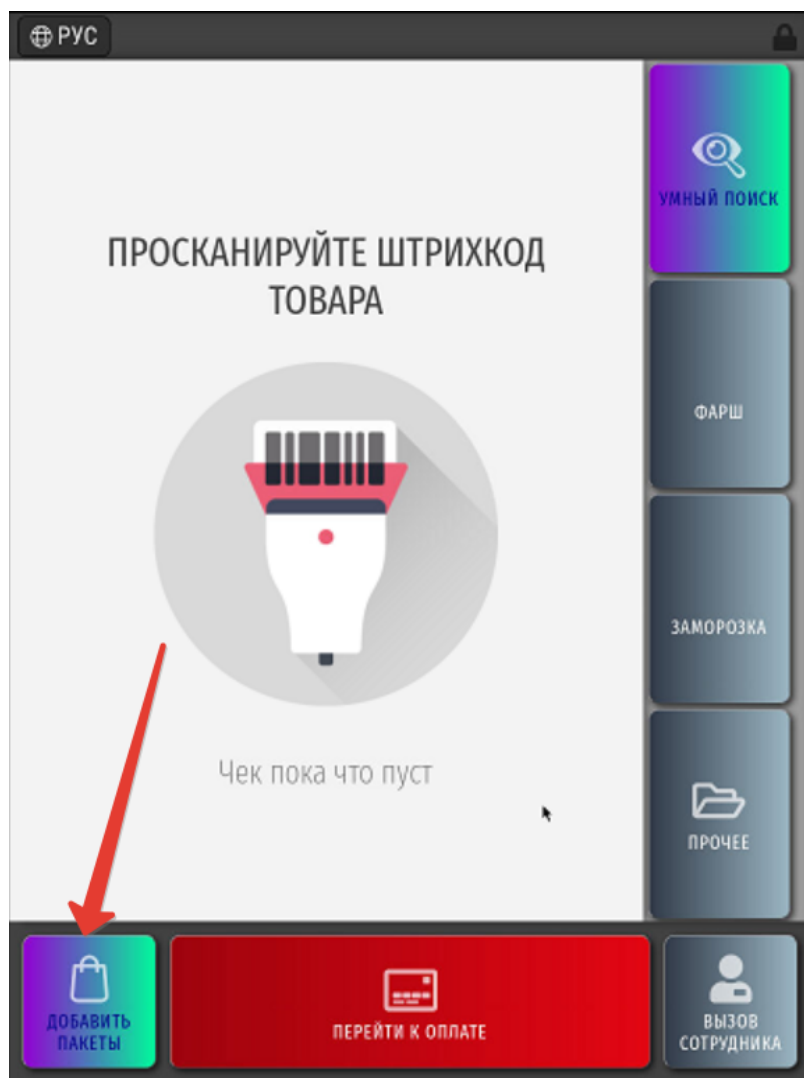 РУС
ПРОСКАНИРУЙТЕ ШТРИХКОД
ТОВАРА
Чек пока что пуст
УМНЫЙ ПОИСК
ФАРШ
ЗАМОРОЗКА
ПРОЧЕЕ
ДОБАВИТЬ
ПАКЕТЫ
ПЕРЕЙТИ К ОПЛАТЕ
ВЫЗОВ
СОТРУДНИКА